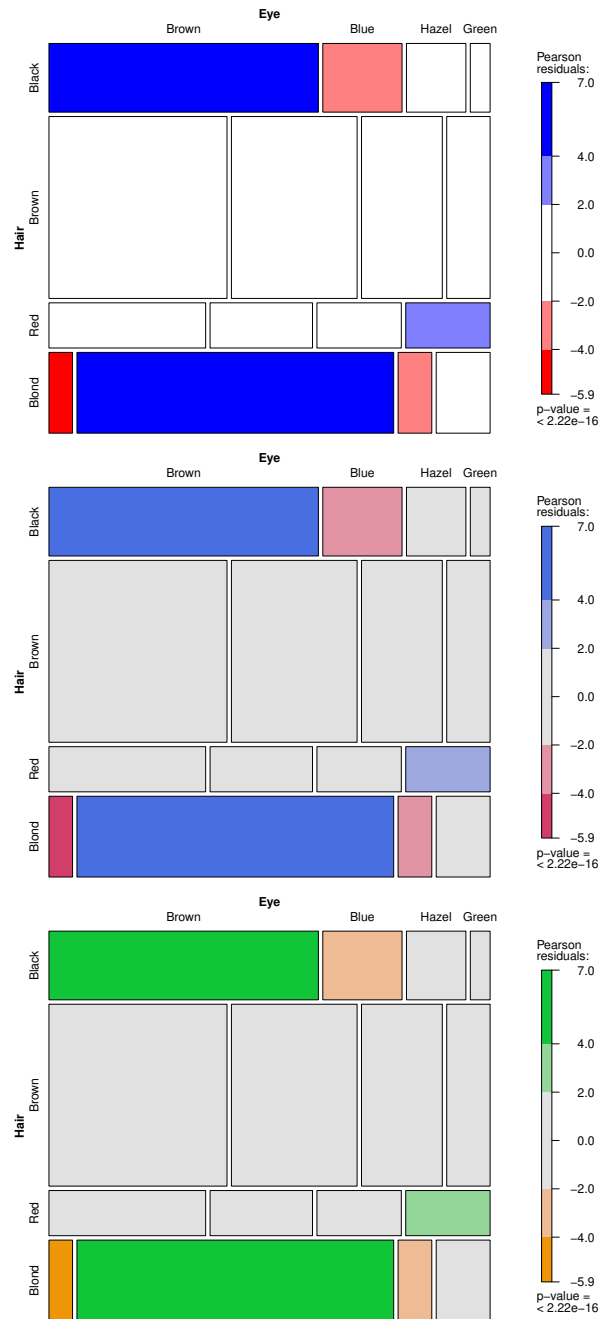 Eye
Brown Blue Hazel Green
Hair
Black
Brown
Red
Blond
Pearson
residuals:
7.0
4.0
2.0
0.0
−2.0
−4.0
−5.9
p−value =
< 2.22e−16
Eye
Brown Blue Hazel Green
Hair
Black
Brown
Red
Blond
Pearson
residuals:
7.0
4.0
2.0
0.0
−2.0
−4.0
−5.9
p−value =
< 2.22e−16
Eye
Brown Blue Hazel Green
Hair
Black
Brown
Red
Blond
Pearson
residuals:
7.0
4.0
2.0
0.0
−2.0
−4.0
−5.9
p−value =
< 2.22e−16